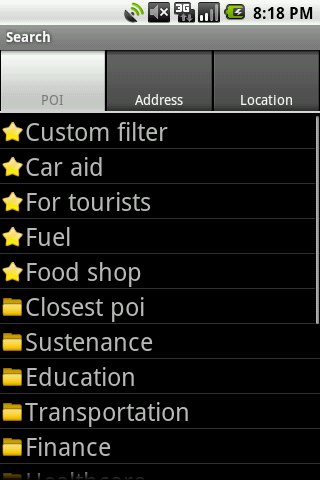 3G
8:18 PM
Search
POI
Address
Location
Custom filter
Car aid
For tourists
Fuel
Food shop
Closest poi
Sustenance
Education
Transportation
Finance
Healthcare